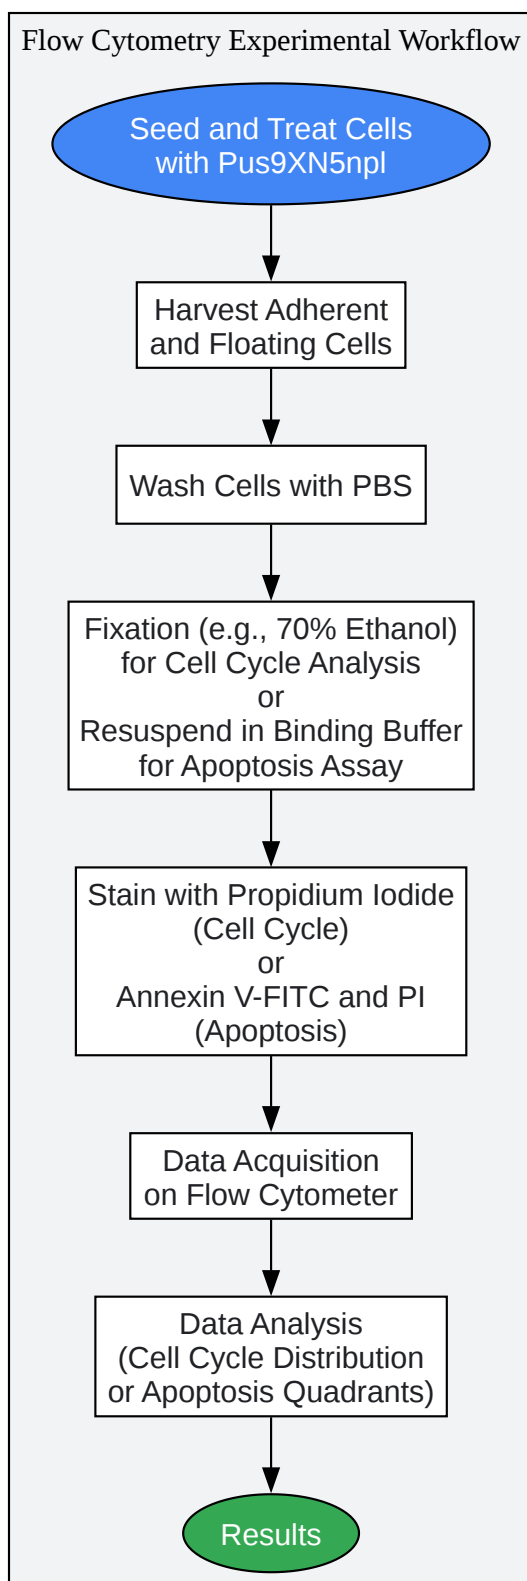 Flow Cytometry Experimental Workflow
Seed and Treat Cells
with Pus9XN5npl
Harvest Adherent
and Floating Cells
Wash Cells with PBS
Fixation (e.g., 70% Ethanol)
for Cell Cycle Analysis
or
Resuspend in Binding Buffer
for Apoptosis Assay
Stain with Propidium Iodide
(Cell Cycle)
or
Annexin V-FITC and PI
(Apoptosis)
Data Acquisition
on Flow Cytometer
Data Analysis
(Cell Cycle Distribution
or Apoptosis Quadrants)
Results